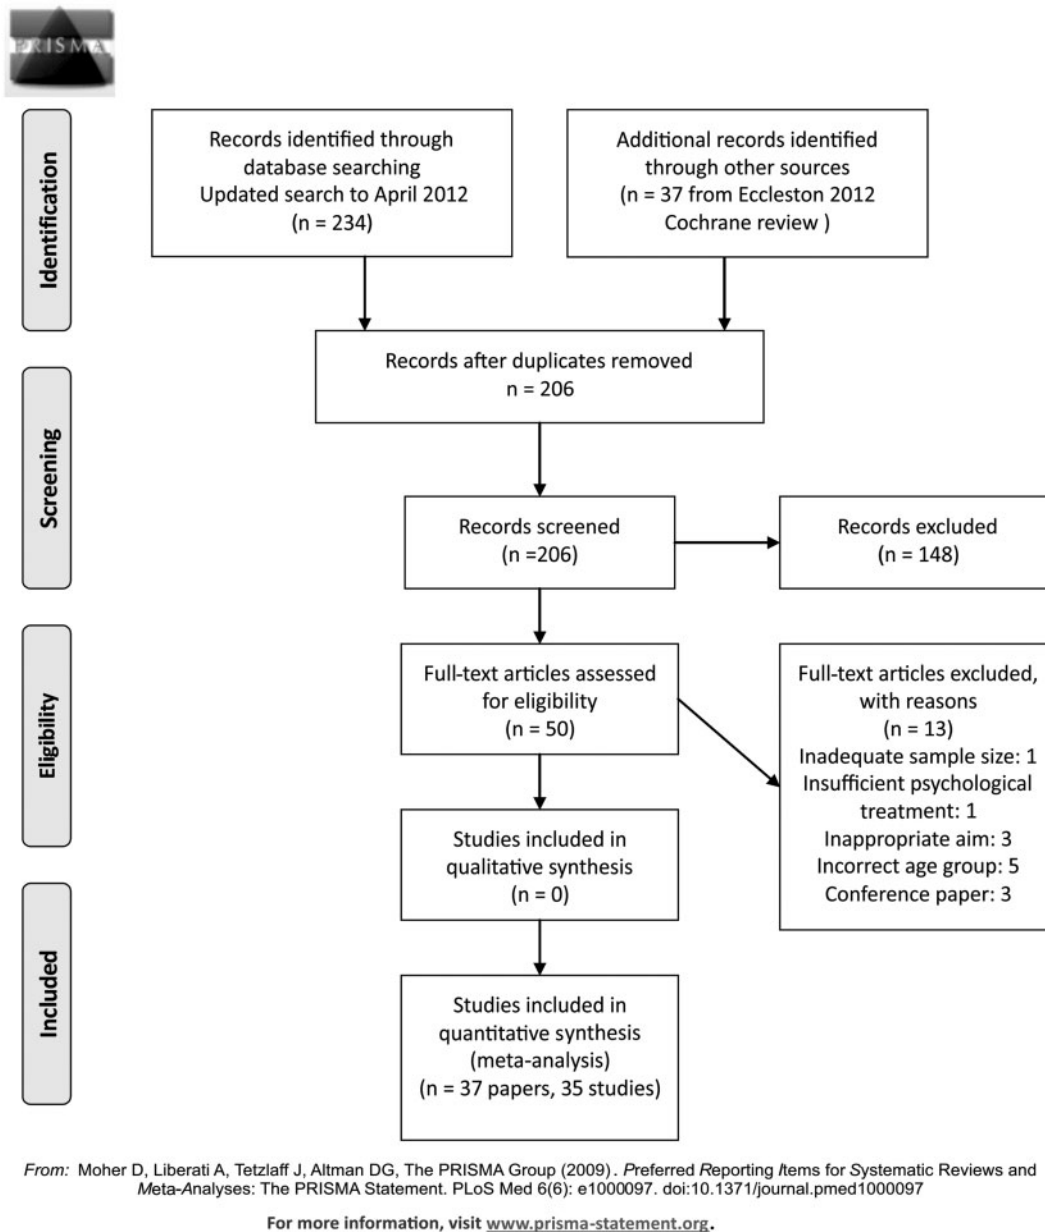 PRISMA
Identification
Records identified through
database searching
Updated search to April 2012
(n = 234)
Additional records identified
through other sources
(n = 37 from Eccleston 2012
Cochrane review )
Screening
Records after duplicates removed
n = 206
Records screened
(n =206)
Records excluded
(n = 148)
Eligibility
Full-text articles assessed
for eligibility
(n = 50)
Full-text articles excluded,
with reasons
(n = 13)
Inadequate sample size: 1
Insufficient psychological
treatment: 1
Inappropriate aim: 3
Incorrect age group: 5
Conference paper: 3
Studies included in
qualitative synthesis
(n = 0)
Included
Studies included in
quantitative synthesis
(meta-analysis)
(n = 37 papers, 35 studies)
From: Moher D, Liberati A, Tetzlaff J, Altman DG, The PRISMA Group (2009). Preferred Reporting Items for Systematic Reviews and
Meta-Analyses: The PRISMA Statement. PLoS Med 6(6): e1000097. doi:10.1371/journal.pmed1000097
For more information, visit www.prisma-statement.org.